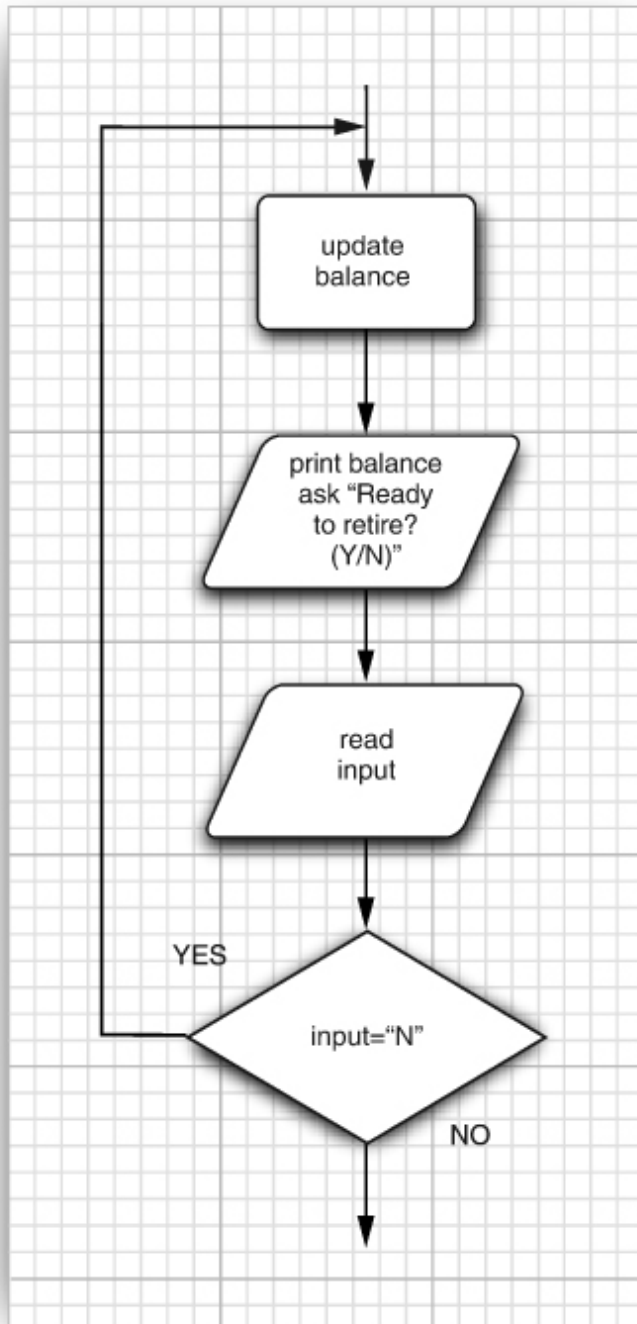 update
balance
print balance
ask “Ready
to retire?
(Y/N)”
read
input
YES
input=“N”
NO